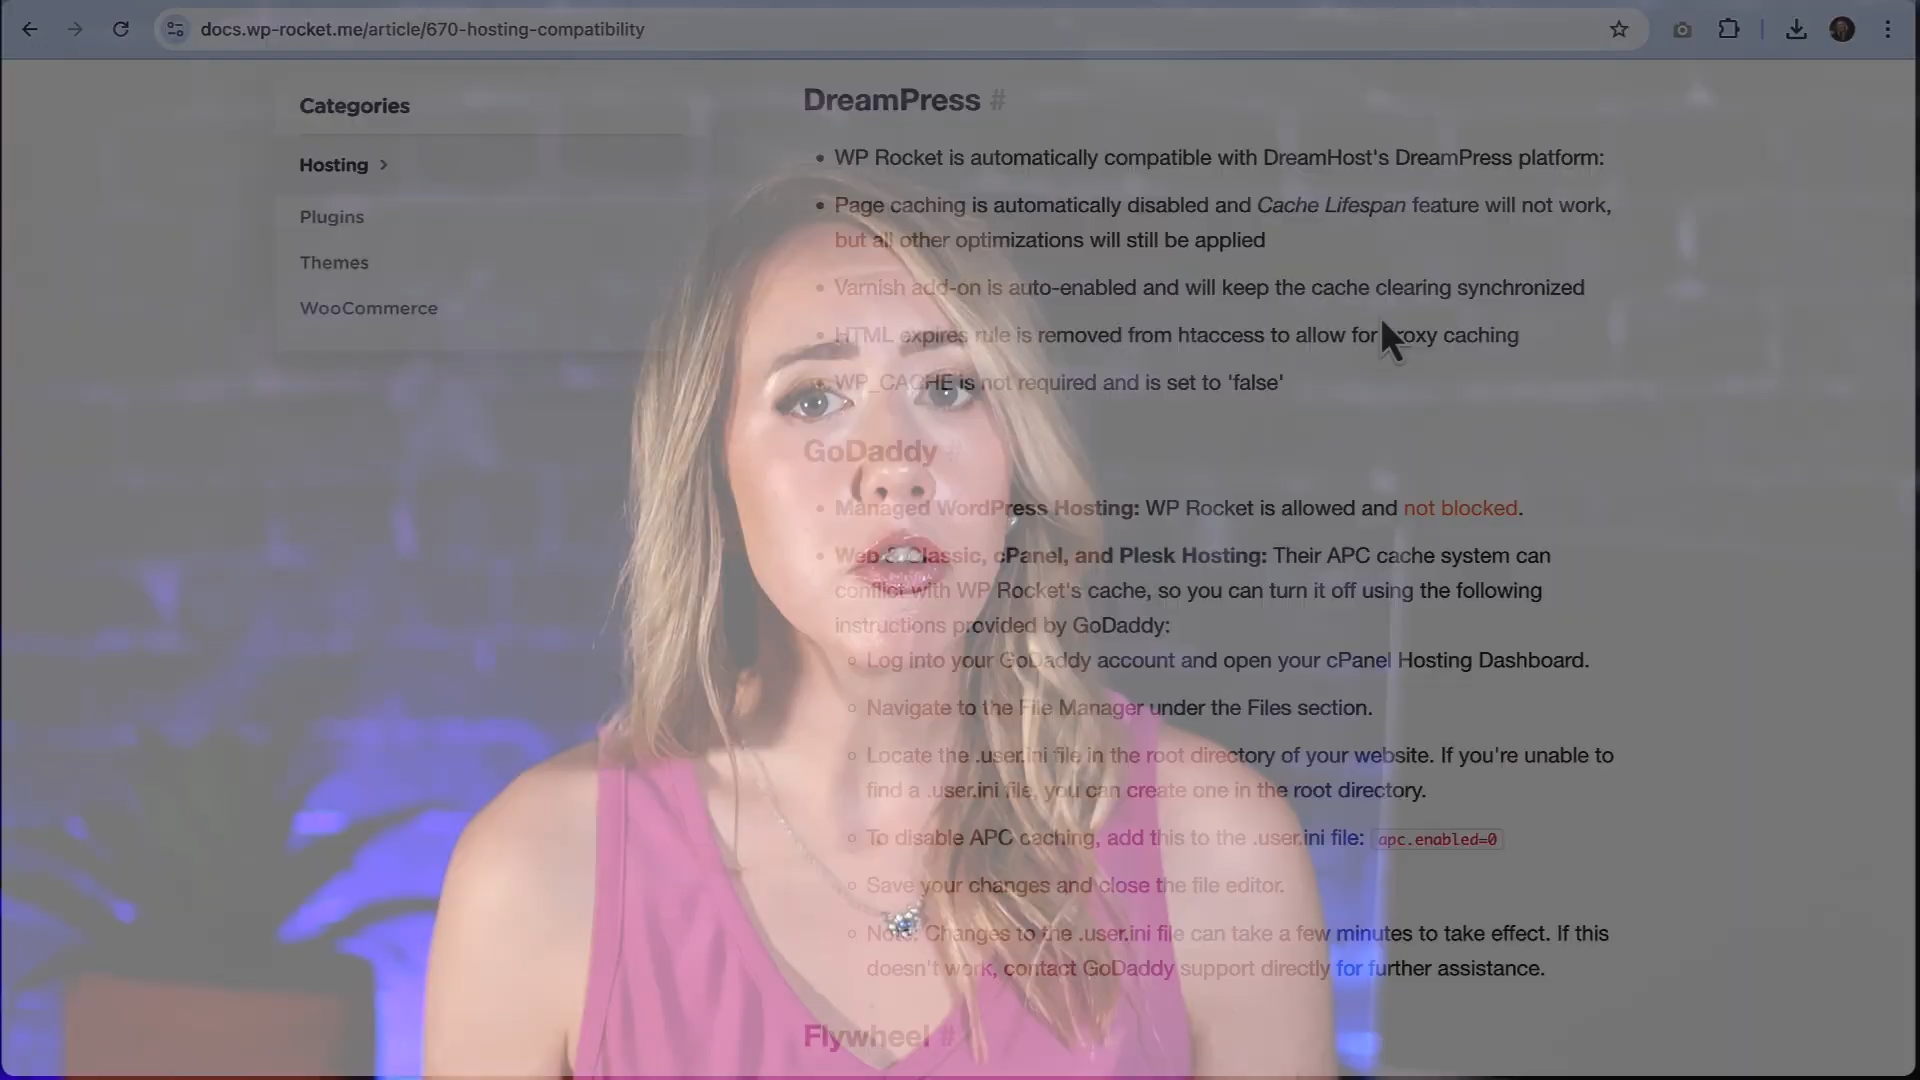 docs.wp-rocket.me/article/670-hosting-compatibility
Categories
Hosting >
Plugins
Themes
WooCommerce
DreamPress #
• WP Rocket is automatically compatible with DreamHost's DreamPress platform:
• Page caching is automatically disabled and Cache Lifespan feature will not work,
but all other optimizations will still be applied
• Varnish add-on is auto-enabled and will keep the cache clearing synchronized
• HTML expires rule is removed from htaccess to allow for proxy caching
• WP_CACHE is not required and is set to 'false'
GoDaddy #
• Managed WordPress Hosting: WP Rocket is allowed and not blocked.
• Web & Classic, cPanel, and Plesk Hosting: Their APC cache system can
conflict with WP Rocket's cache, so you can turn it off using the following
instructions provided by GoDaddy:
◦ Log into your GoDaddy account and open your cPanel Hosting Dashboard.
◦ Navigate to the File Manager under the Files section.
◦ Locate the .user.ini file in the root directory of your website. If you're unable to
find a .user.ini file, you can create one in the root directory.
◦ To disable APC caching, add this to the .user.ini file: apc.enabled=0
◦ Save your changes and close the file editor.
◦ Note: Changes to the .user.ini file can take a few minutes to take effect. If this
doesn't work, contact GoDaddy support directly for further assistance.
Flywheel #